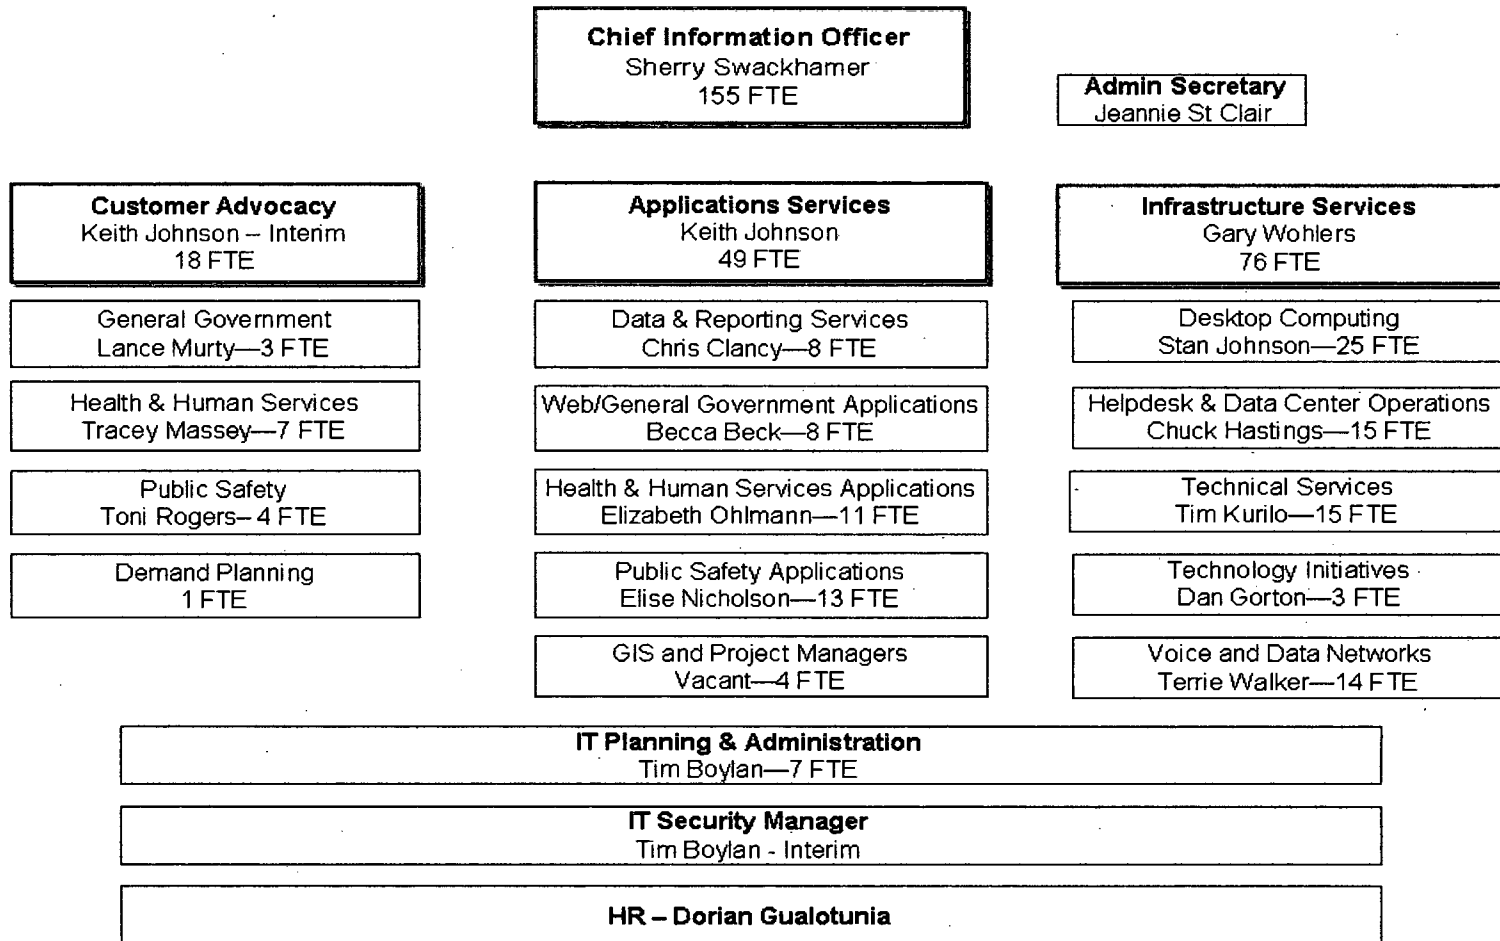 Chief Information Officer
Sherry Swackhamer
155 FTE
Admin Secretary
Jeannie St Clair
Customer Advocacy
Keith Johnson – Interim
18 FTE
General Government
Lance Murty—3 FTE
Health & Human Services
Tracey Massey—7 FTE
Public Safety
Toni Rogers– 4 FTE
Demand Planning
1 FTE
Applications Services
Keith Johnson
49 FTE
Data & Reporting Services
Chris Clancy—8 FTE
Web/General Government Applications
Becca Beck—8 FTE
Health & Human Services Applications
Elizabeth Ohlmann—11 FTE
Public Safety Applications
Elise Nicholson—13 FTE
GIS and Project Managers
Vacant—4 FTE
Infrastructure Services
Gary Wohlers
76 FTE
Desktop Computing
Stan Johnson—25 FTE
Helpdesk & Data Center Operations
Chuck Hastings—15 FTE
Technical Services
Tim Kurilo—15 FTE
Technology Initiatives
Dan Gorton—3 FTE
Voice and Data Networks
Terrie Walker—14 FTE
IT Planning & Administration
Tim Boylan—7 FTE
IT Security Manager
Tim Boylan - Interim
HR – Dorian Gualotunia